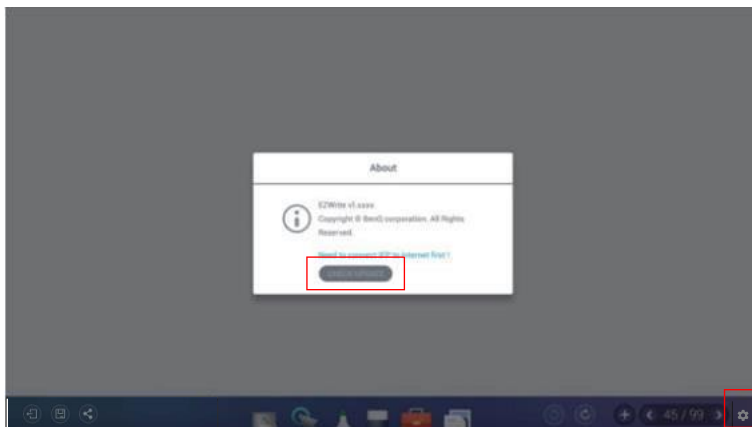 About
EZWrite v1.xxxx
Copyright © BenQ corporation. All Rights
Reserved.
Need to connect IFP to internet first !
CHECK UPDATE
45 / 99